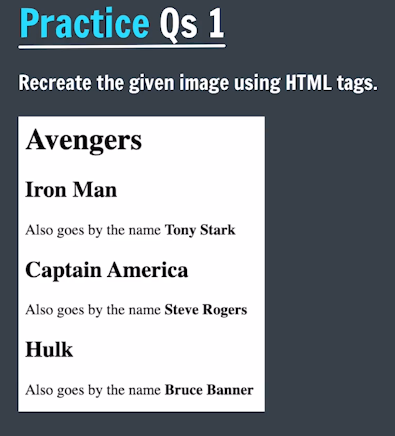 Practice Qs 1
Recreate the given image using HTML tags.
Avengers
Iron Man
Also goes by the name Tony Stark
Captain America
Also goes by the name Steve Rogers
Hulk
Also goes by the name Bruce Banner